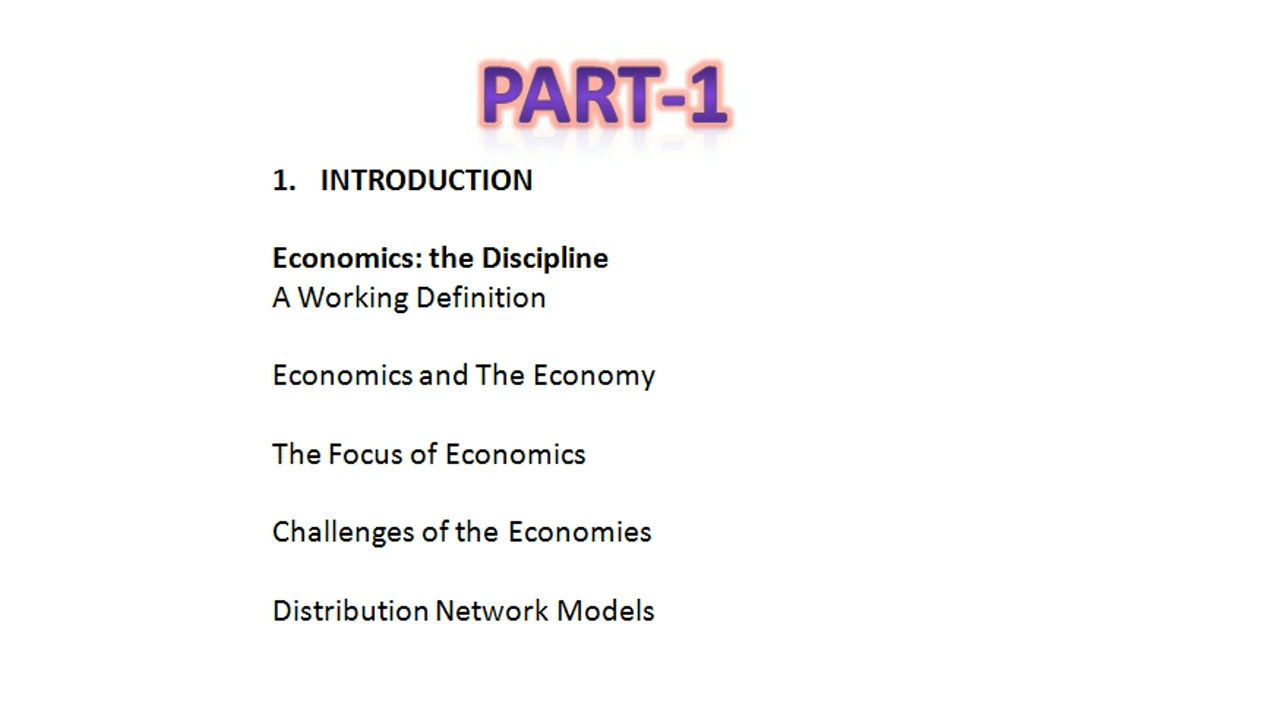 PART-1
1. INTRODUCTION
Economics: the Discipline
A Working Definition
Economics and The Economy
The Focus of Economics
Challenges of the Economies
Distribution Network Models